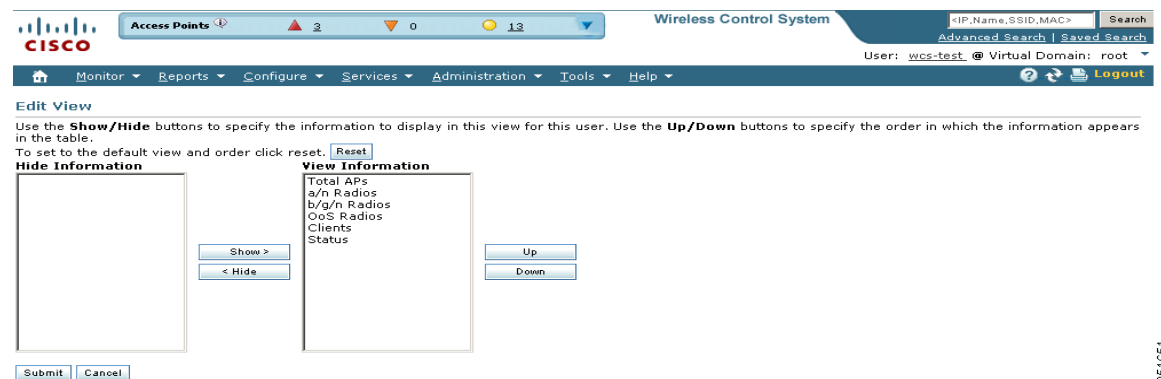 Access Points 3 0 13 Wireless Control System <IP,Name,SSID,MAC> Search
CISCO Advanced Search | Saved Search
User: wcs-test @ Virtual Domain: root
Monitor Reports Configure Services Administration Tools Help Logout
Edit View
Use the Show/Hide buttons to specify the information to display in this view for this user. Use the Up/Down buttons to specify the order in which the information appears
in the table.
To set to the default view and order click reset. Reset
Hide Information View Information
Total APs
a/n Radios
b/g/n Radios
OoS Radios
Clients
Status
Show > Up
< Hide Down
Submit Cancel